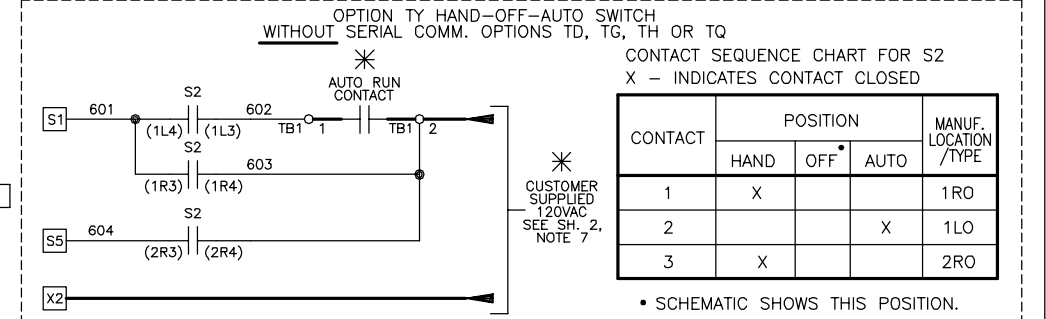 OPTION TY HAND-OFF-AUTO SWITCH
WITHOUT SERIAL COMM. OPTIONS TD, TG, TH OR TQ
AUTO RUN
CONTACT
S1
601
S2
602
(1L4)
(1L3)
TB1
1
TB1
2
S2
603
(1R3)
(1R4)
S5
604
S2
(2R3)
(2R4)
X2
CUSTOMER
SUPPLIED
120VAC
SEE SH. 2,
NOTE 7
CONTACT SEQUENCE CHART FOR S2
X - INDICATES CONTACT CLOSED
CONTACT
POSITION
MANUF.
LOCATION
/TYPE
HAND
OFF•
AUTO
1 X 1RO
2 X 1LO
3 X 2RO
• SCHEMATIC SHOWS THIS POSITION.